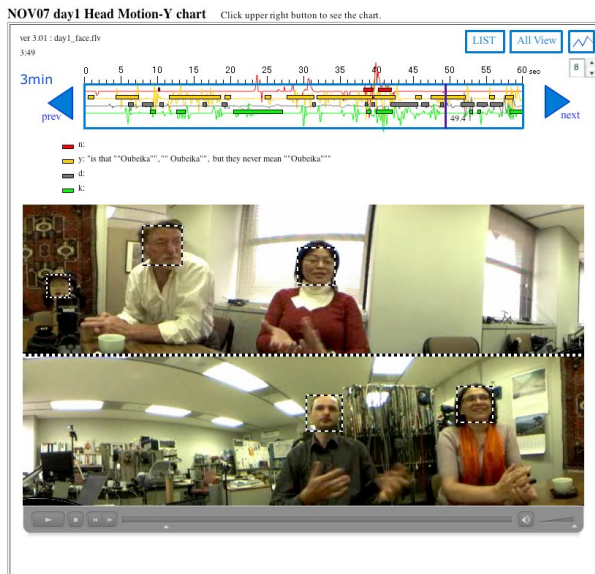 NOV07 day1 Head Motion-Y chart Click upper right button to see the chart.
ver 3.01 : day1_face.flv
LIST All View
3:49
8
3min
0 5 10 15 20 25 30 35 40 45 50 55 60 sec
prev
49.4
next
n:
y: "is that ""Oubeika"", "" Oubeika"", but they never mean ""Oubeika"""
d:
k: